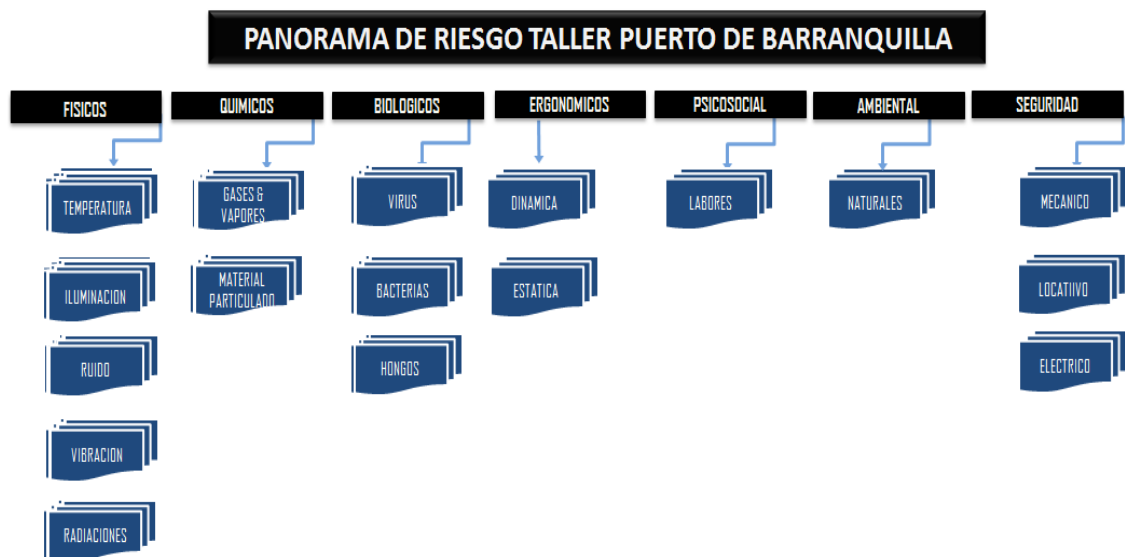 PANORAMA DE RIESGO TALLER PUERTO DE BARRANQUILLA
FISICOS
QUIMICOS
BIOLOGICOS
ERGONOMICOS
PSICOSOCIAL
AMBIENTAL
SEGURIDAD
TEMPERATURA
GASES &
VAPORES
VIRUS
DINAMICA
LABORES
NATURALES
MECANICO
ILUMINACION
MATERIAL
PARTICULADO
BACTERIAS
ESTATICA
LOCATIIVO
RUIDO
HONGOS
ELECTRICO
VIBRACION
RADIACIONES